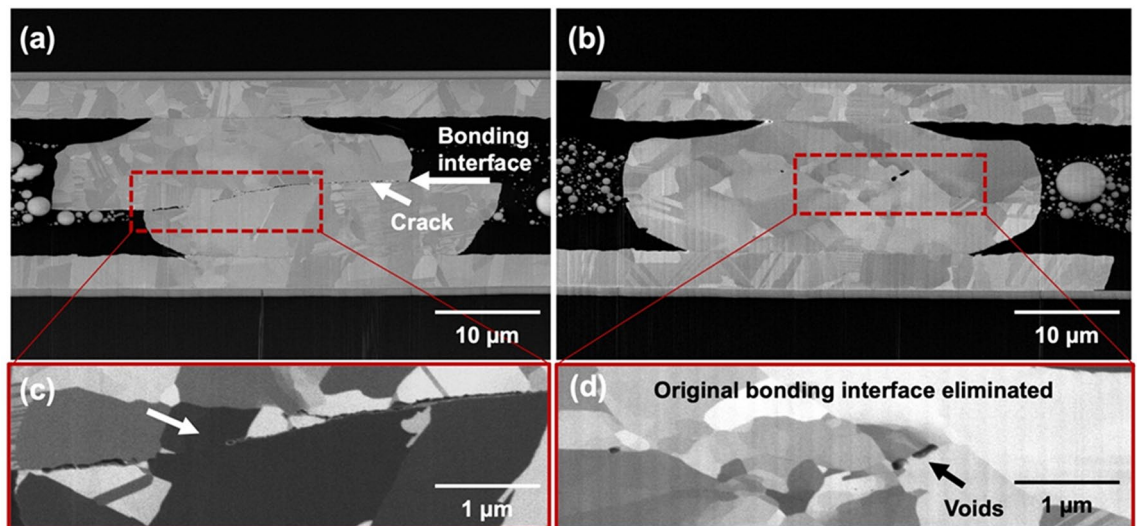 (a)
(b)
Bonding
interface
Crack
10 µm
10 µm
(c)
(d)
Original bonding interface eliminated
1 µm
Voids
1 µm